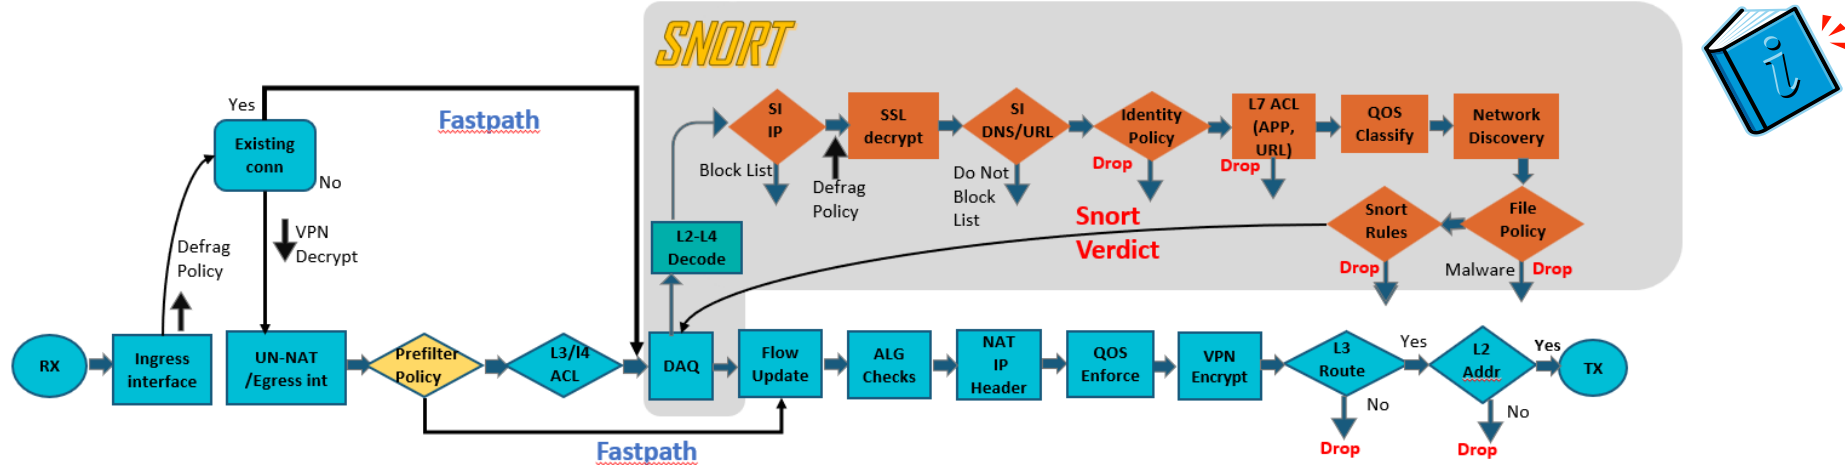 SNORT
i
Yes
Fastpath
Existing
conn
No
SI
IP
SSL
decrypt
SI
DNS/URL
Identity
Policy
L7 ACL
(APP,
URL)
QOS
Classify
Network
Discovery
Block List
Defrag
Policy
Do Not
Block
List
Drop
Drop
Snort
Verdict
Snort
Rules
File
Policy
Drop
Malware
Drop
Defrag
Policy
VPN
Decrypt
L2-L4
Decode
RX
Ingress
interface
UN-NAT
/Egress int
Prefilter
Policy
L3/l4
ACL
DAQ
Flow
Update
ALG
Checks
NAT
IP
Header
QOS
Enforce
VPN
Encrypt
L3
Route
Yes
L2
Addr
Yes
TX
No
Drop
No
Drop
Fastpath